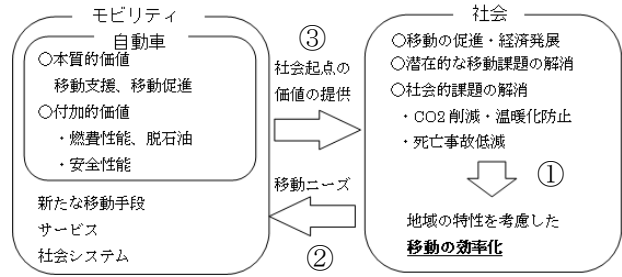 モビリティ
自動車
○本質的価値
移動支援、移動促進
○付加的価値
・燃費性能、脱石油
・安全性能
新たな移動手段
サービス
社会システム
③
社会起点の
価値の提供
移動ニーズ
②
社会
○移動の促進・経済発展
○潜在的な移動課題の解消
○社会的課題の解消
・CO2削減・温暖化防止
・死亡事故低減
①
地域の特性を考慮した
移動の効率化